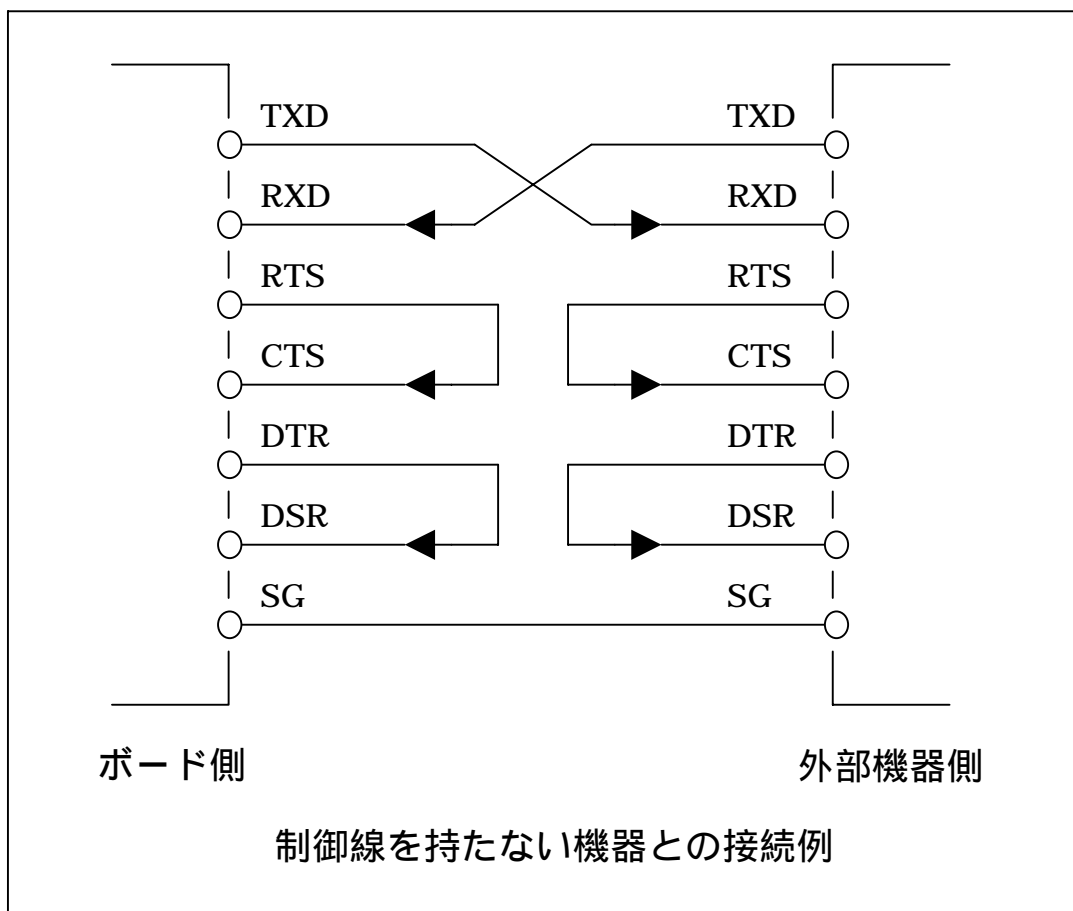 TXD TXD
RXD RXD
RTS RTS
CTS CTS
DTR DTR
DSR DSR
SG SG
ボード側 外部機器側
制御線を持たない機器との接続例